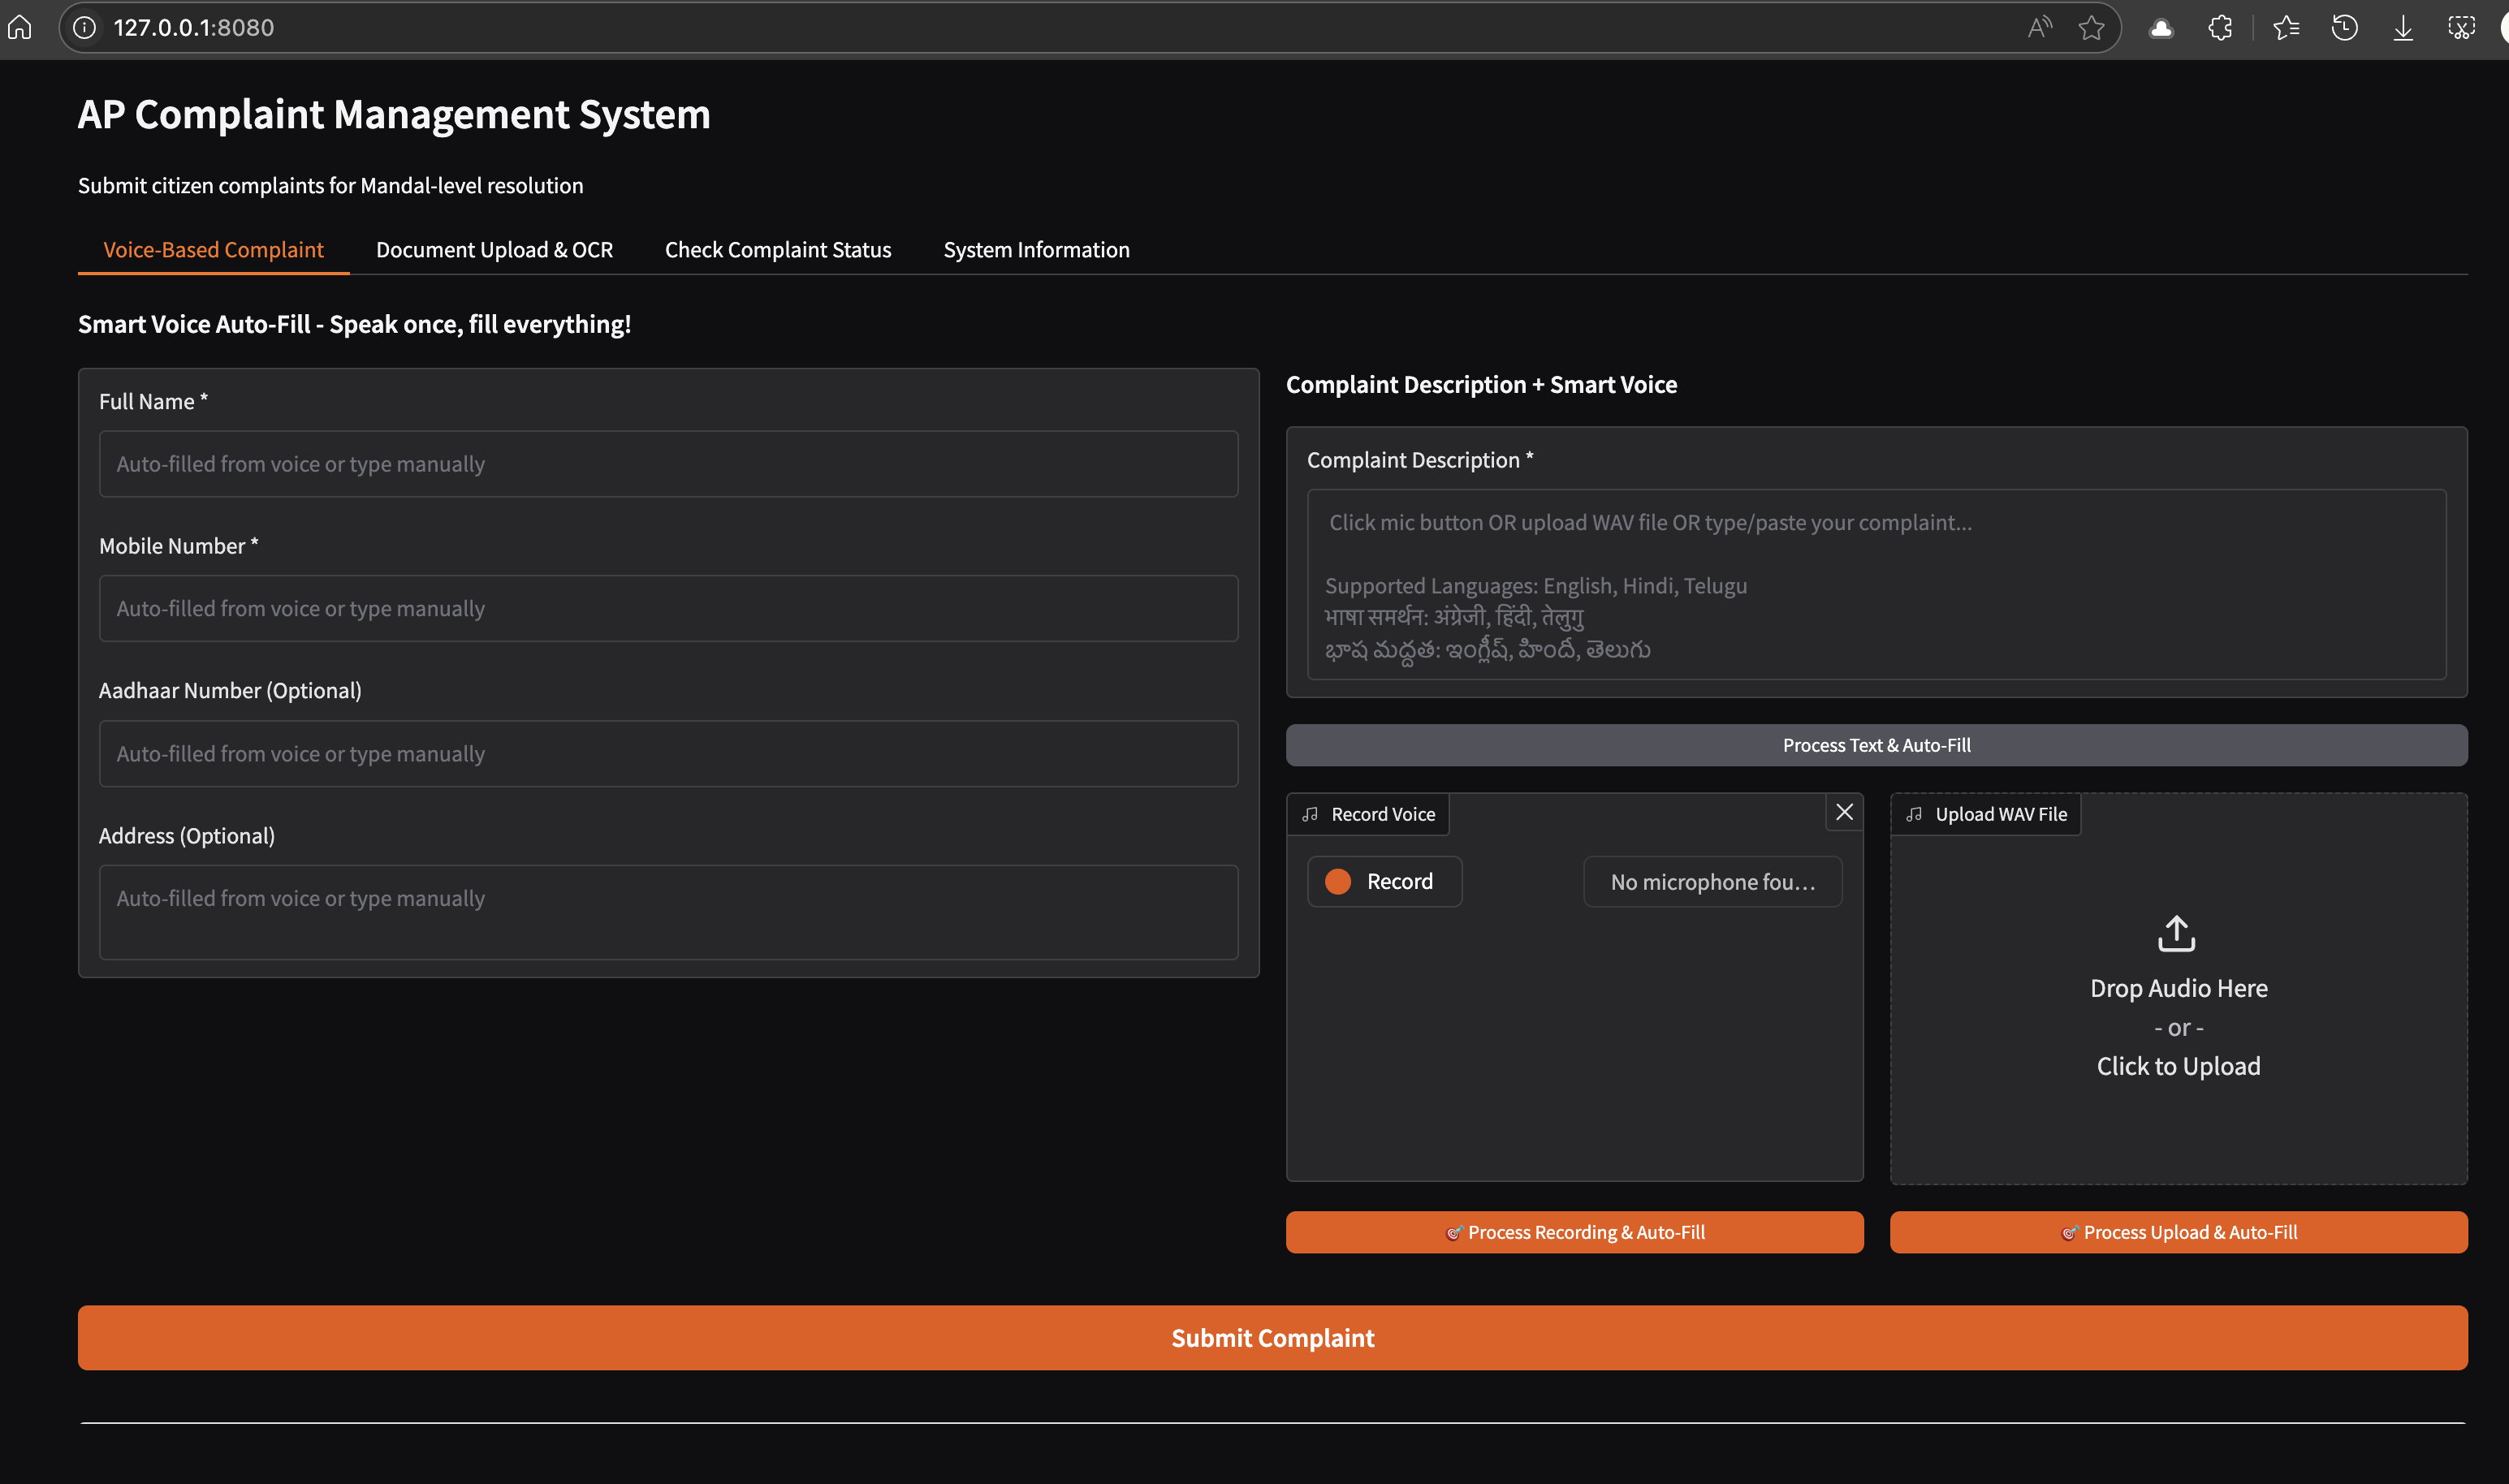 127.0.0.1:8080
AP Complaint Management System
Submit citizen complaints for Mandal-level resolution
Voice-Based Complaint
Document Upload & OCR
Check Complaint Status
System Information
Smart Voice Auto-Fill - Speak once, fill everything!
Full Name *
Auto-filled from voice or type manually
Mobile Number *
Auto-filled from voice or type manually
Aadhaar Number (Optional)
Auto-filled from voice or type manually
Address (Optional)
Auto-filled from voice or type manually
Complaint Description + Smart Voice
Complaint Description *
Click mic button OR upload WAV file OR type/paste your complaint...
Supported Languages: English, Hindi, Telugu
भाषा समर्थन: अंग्रेजी, हिंदी, तेलुगु
భాష మద్దత: ఇంగ్లీష్, హిందీ, తెలుగు
Process Text & Auto-Fill
Record Voice
Record
No microphone fou...
Upload WAV File
Drop Audio Here
- or -
Click to Upload
🎯 Process Recording & Auto-Fill
🎯 Process Upload & Auto-Fill
Submit Complaint